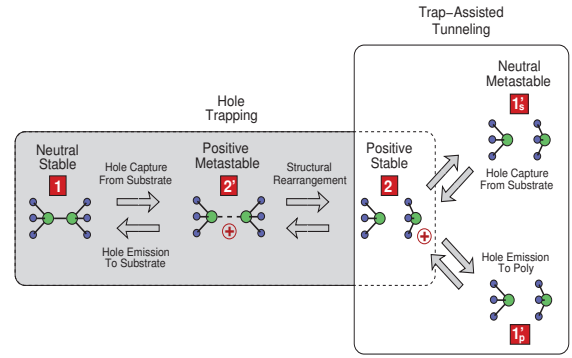 Trap−Assisted
Tunneling
Hole
Trapping
Neutral
Stable
1
Hole Capture
From Substrate
Hole Emission
To Substrate
Positive
Metastable
2'
+
Structural
Rearrangement
Positive
Stable
2
+
Neutral
Metastable
1's
Hole Capture
From Substrate
Hole Emission
To Poly
1'p